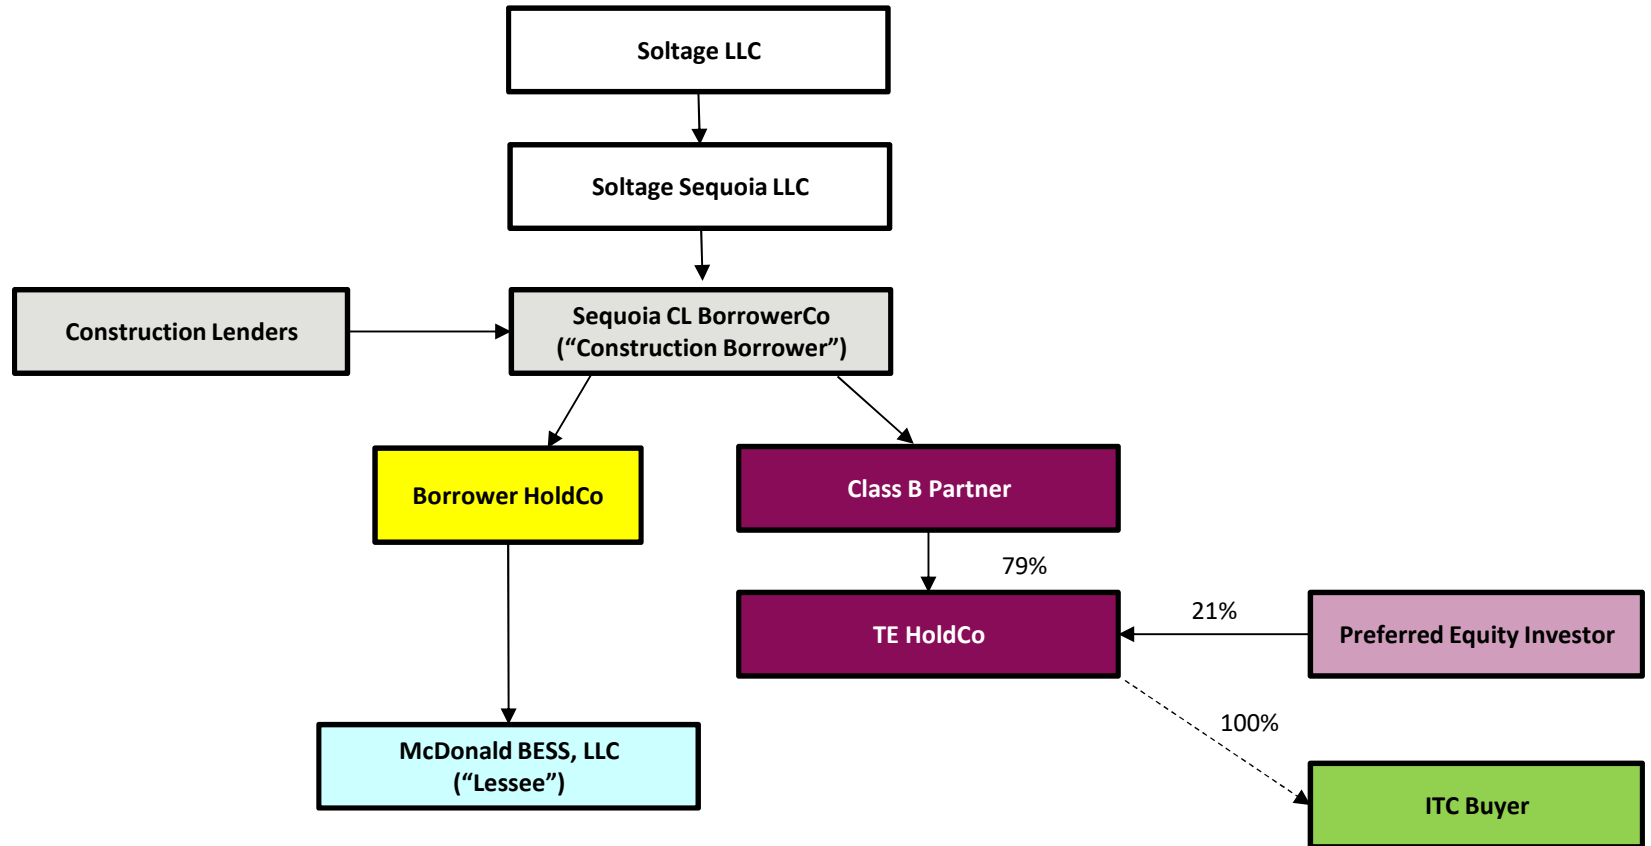 Soltage LLC
Soltage Sequoia LLC
Construction Lenders
Sequoia CL BorrowerCo
(“Construction Borrower”)
Borrower HoldCo
Class B Partner
79%
TE HoldCo
21%
Preferred Equity Investor
100%
McDonald BESS, LLC
(“Lessee”)
ITC Buyer